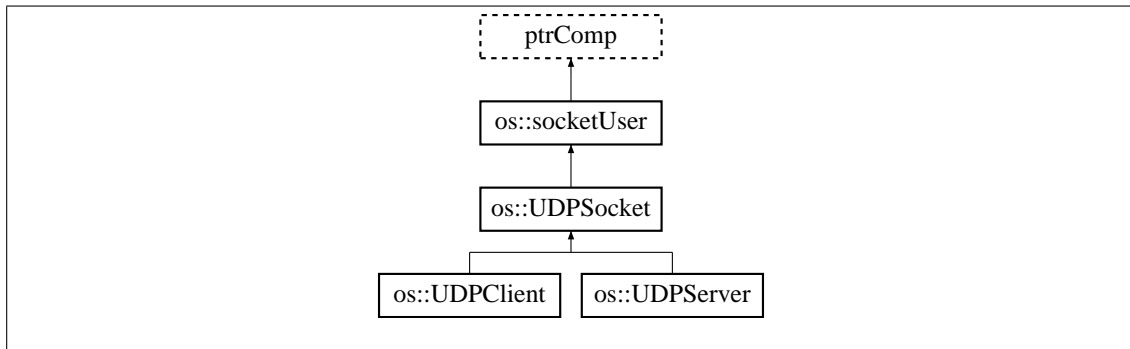 ptrComp
os::socketUser
os::UDPSocket
os::UDPClient
os::UDPServer